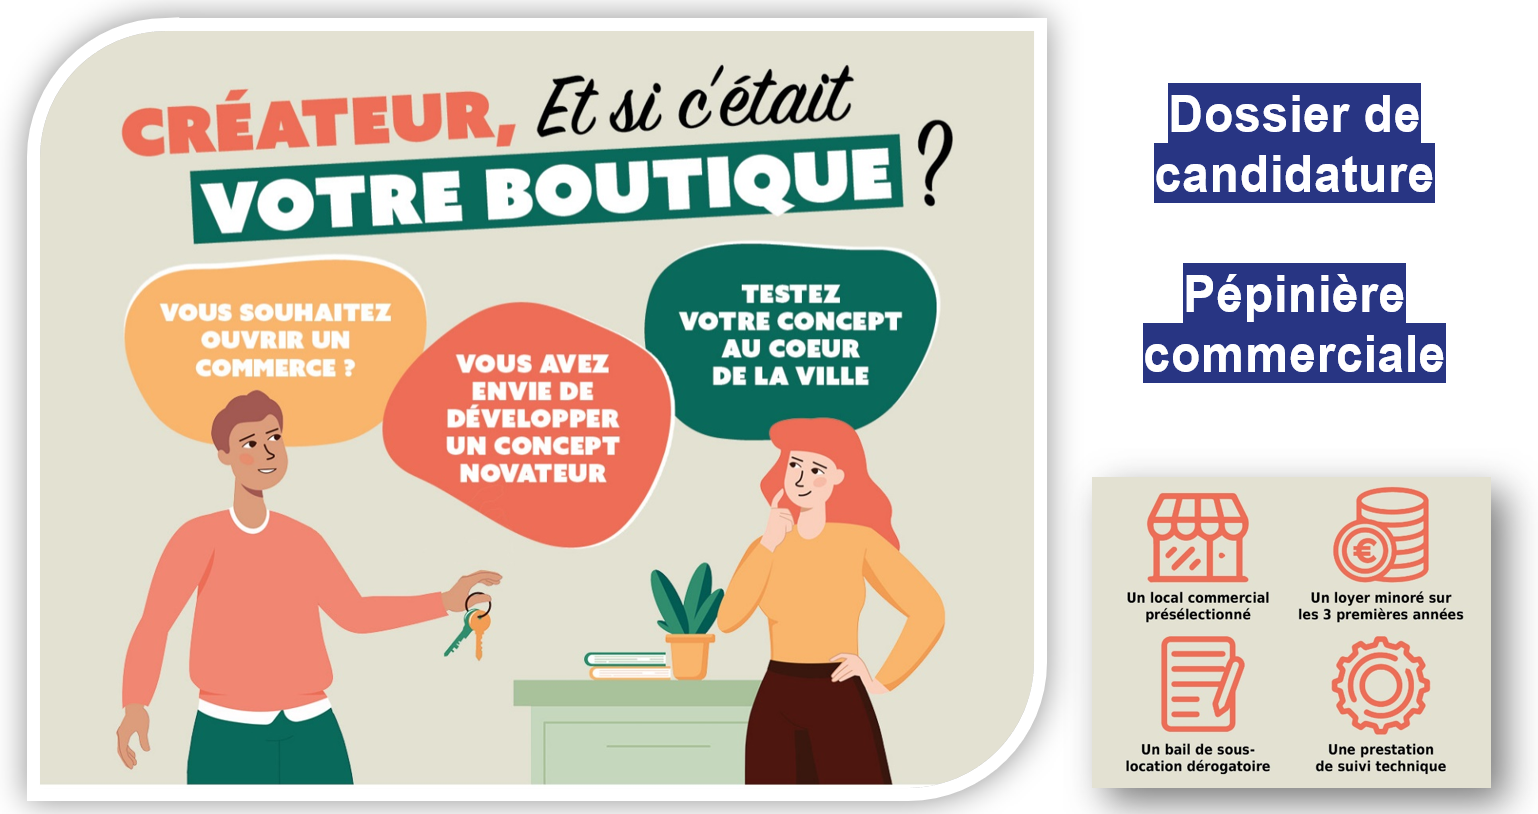 CRÉATEUR, Et si c'était
VOTRE BOUTIQUE ?
VOUS SOUHAITEZ
OUVRIR UN
COMMERCE ?
VOUS AVEZ
ENVIE DE
DÉVELOPPER
UN CONCEPT
NOVATEUR
TESTEZ
VOTRE CONCEPT
AU COEUR
DE LA VILLE
Dossier de
candidature
Pépinière
commerciale
Un local commercial
présélectionné
€
Un loyer minoré sur
les 3 premières années
Un bail de sous-
location dérogatoire
Une prestation
de suivi technique